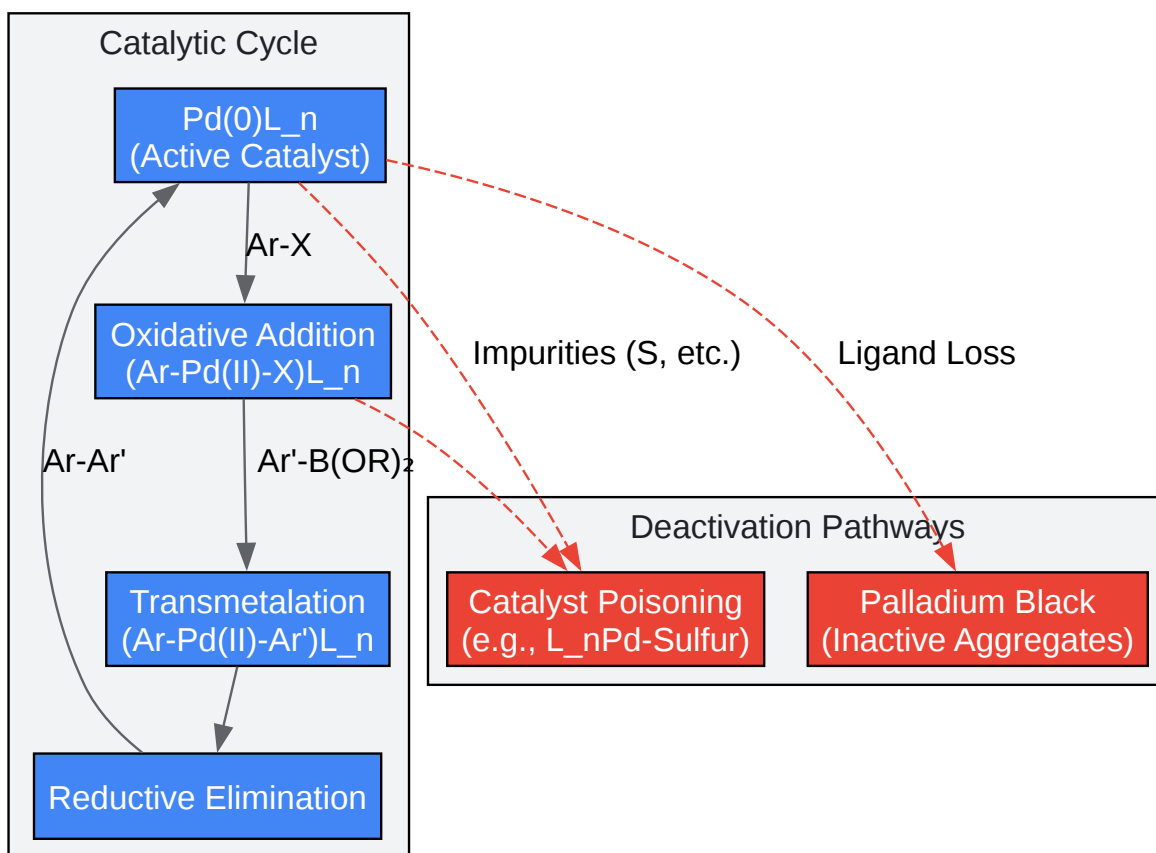 Catalytic Cycle
Pd(0)L_n
(Active Catalyst)
Ar-X
Oxidative Addition
(Ar-Pd(II)-X)L_n
Impurities (S, etc.)
Ligand Loss
Ar-Ar'
Ar'-B(OR)₂
Deactivation Pathways
Transmetalation
(Ar-Pd(II)-Ar')L_n
Catalyst Poisoning
(e.g., L_nPd-Sulfur)
Palladium Black
(Inactive Aggregates)
Reductive Elimination